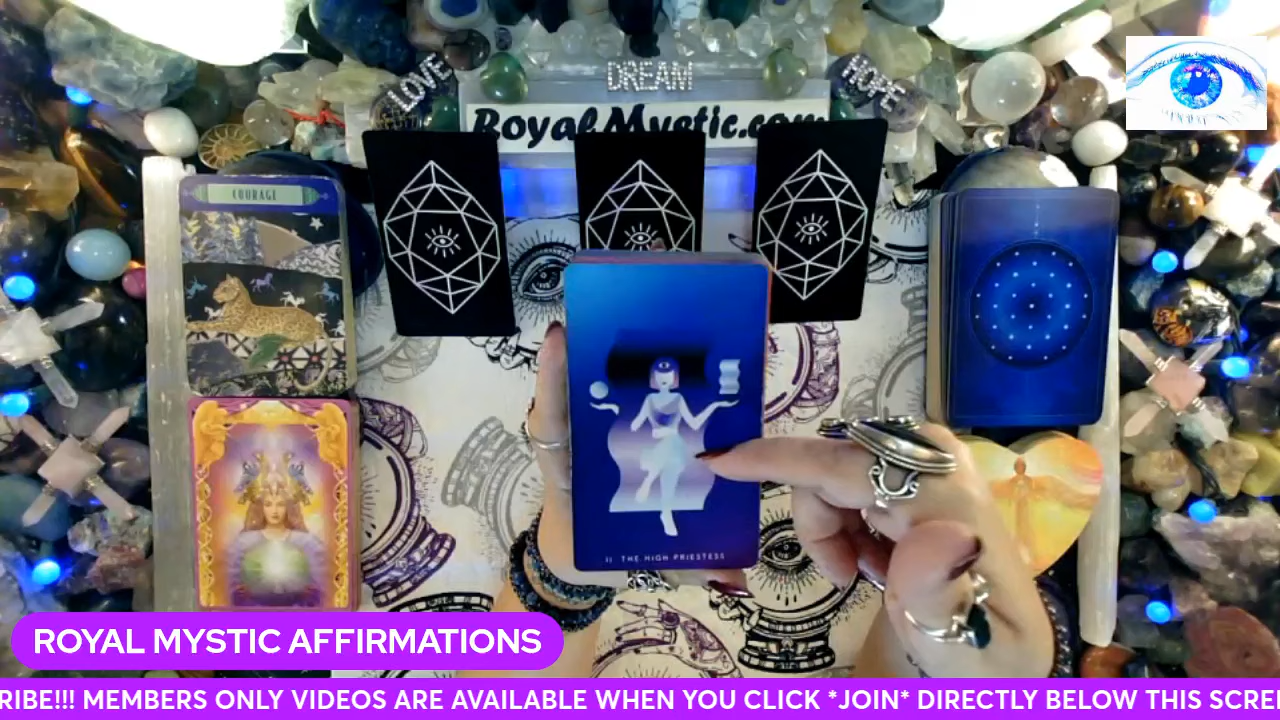 LOVE
DREAM
HOPE
RoyalMystic.com
COURAGE
II THE HIGH PRIESTESS
ROYAL MYSTIC AFFIRMATIONS
RIBE!!! MEMBERS ONLY VIDEOS ARE AVAILABLE WHEN YOU CLICK *JOIN* DIRECTLY BELOW THIS SCREE